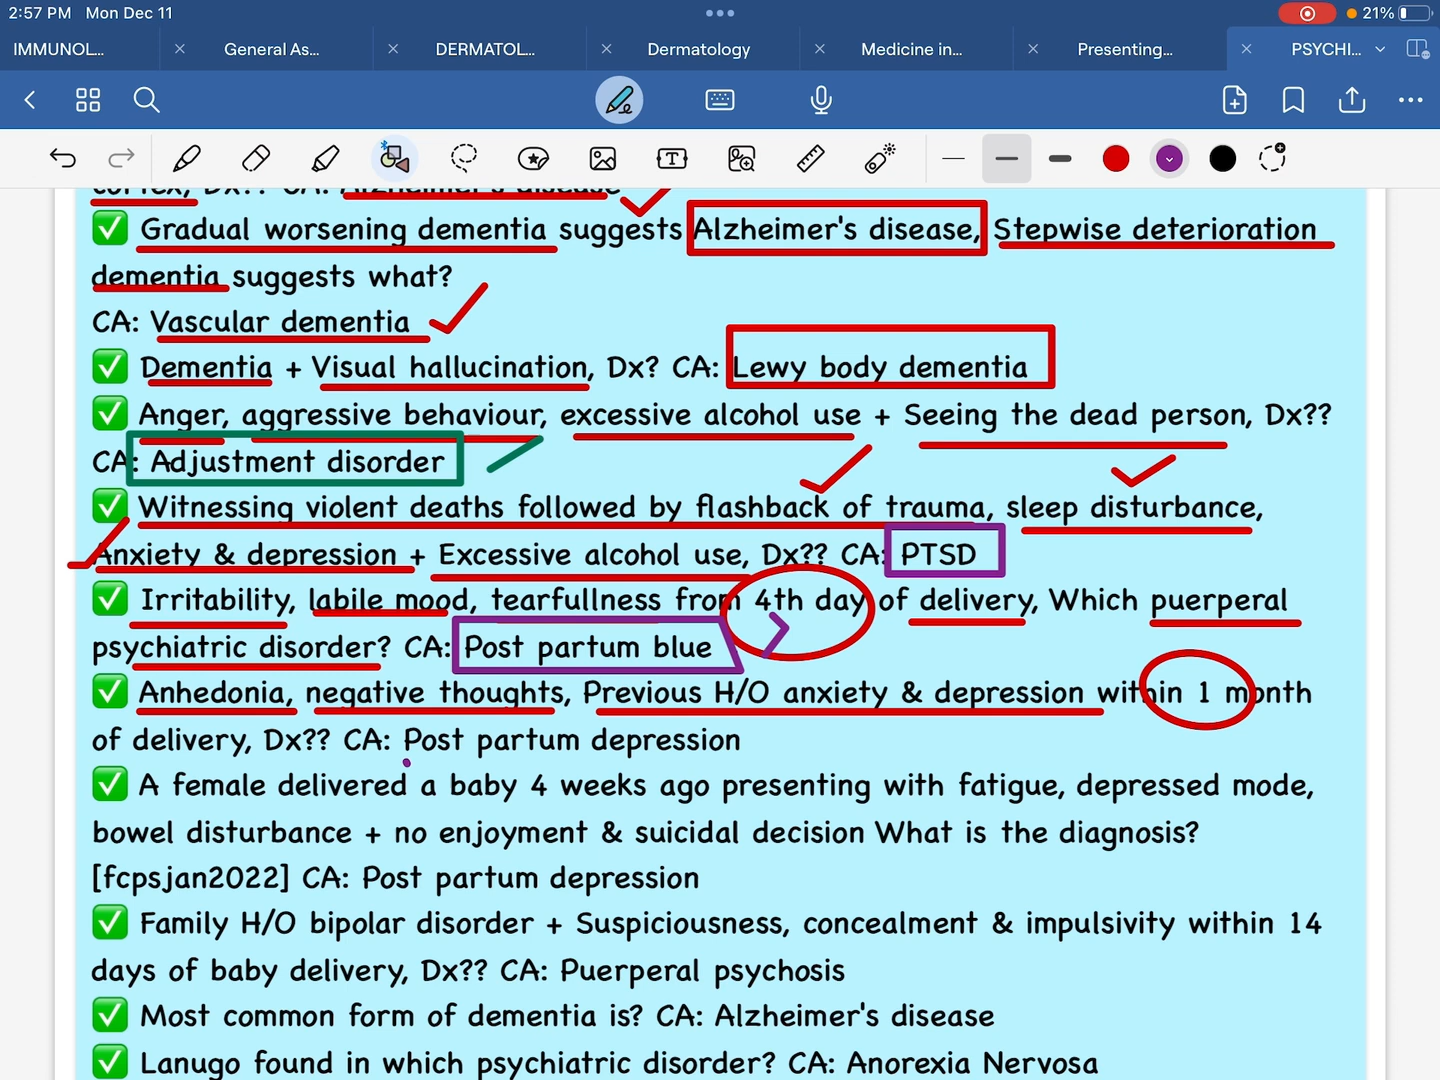 2:57 PM Mon Dec 11
21%
IMMUNOL...
General As...
DERMATOL...
Dermatology
Medicine in...
Presenting...
PSYCHI...
cortex, Dx?? CA: Alzheimer's disease
✅ Gradual worsening dementia suggests Alzheimer's disease, Stepwise deterioration
dementia suggests what?
CA: Vascular dementia
✅ Dementia + Visual hallucination, Dx? CA: Lewy body dementia
✅ Anger, aggressive behaviour, excessive alcohol use + Seeing the dead person, Dx??
CA: Adjustment disorder
✅ Witnessing violent deaths followed by flashback of trauma, sleep disturbance,
Anxiety & depression + Excessive alcohol use, Dx?? CA: PTSD
✅ Irritability, labile mood, tearfullness from 4th day of delivery, Which puerperal
psychiatric disorder? CA: Post partum blue
✅ Anhedonia, negative thoughts, Previous H/O anxiety & depression within 1 month
of delivery, Dx?? CA: Post partum depression
✅ A female delivered a baby 4 weeks ago presenting with fatigue, depressed mode,
bowel disturbance + no enjoyment & suicidal decision What is the diagnosis?
[fcpsjan2022] CA: Post partum depression
✅ Family H/O bipolar disorder + Suspiciousness, concealment & impulsivity within 14
days of baby delivery, Dx?? CA: Puerperal psychosis
✅ Most common form of dementia is? CA: Alzheimer's disease
✅ Lanugo found in which psychiatric disorder? CA: Anorexia Nervosa